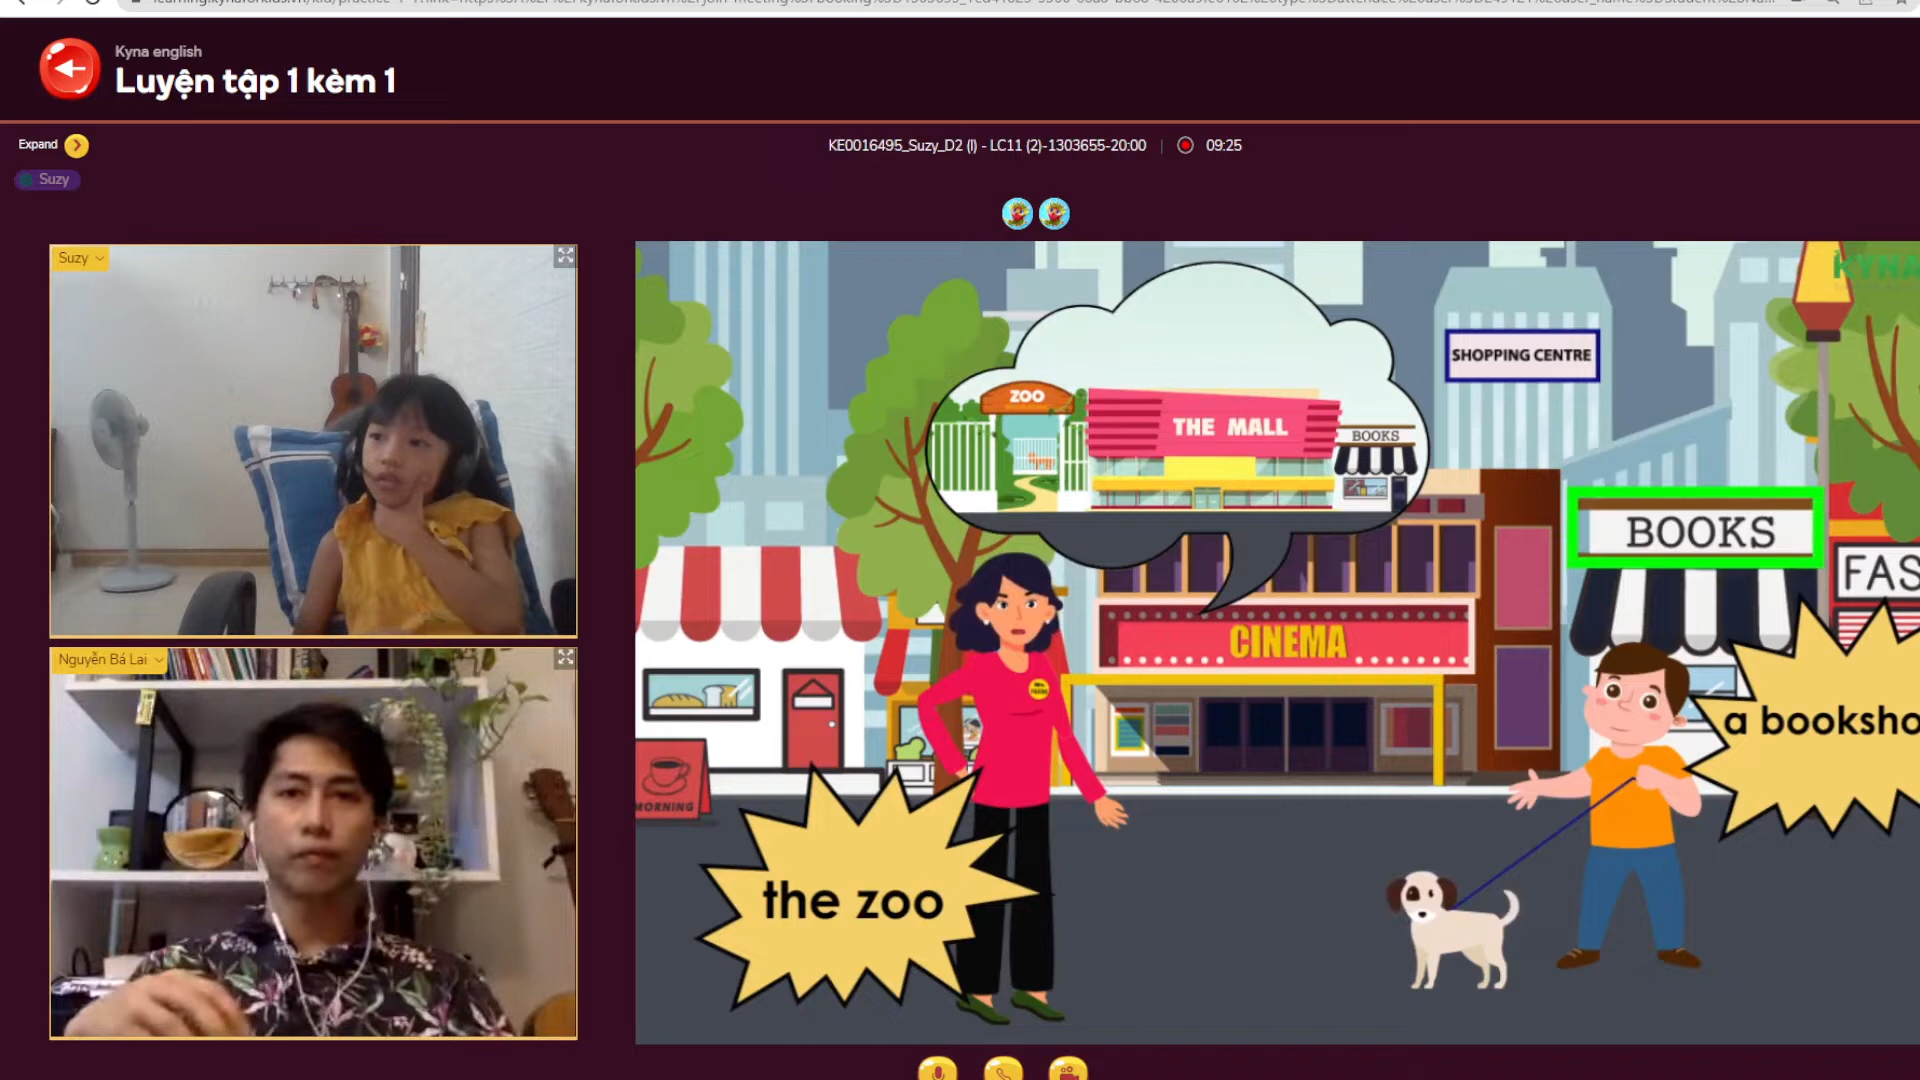 Kyna english
Luyện tập 1 kèm 1
Expand
Suzy
KE0016495_Suzy_D2 (I) - LC11 (2)-1303655-20:00 | 09:25
Suzy
Nguyễn Bá Lai
KYNA
SHOPPING CENTRE
ZOO
THE MALL
BOOKS
BOOKS
FAS
CINEMA
MORNING
a booksho
the zoo